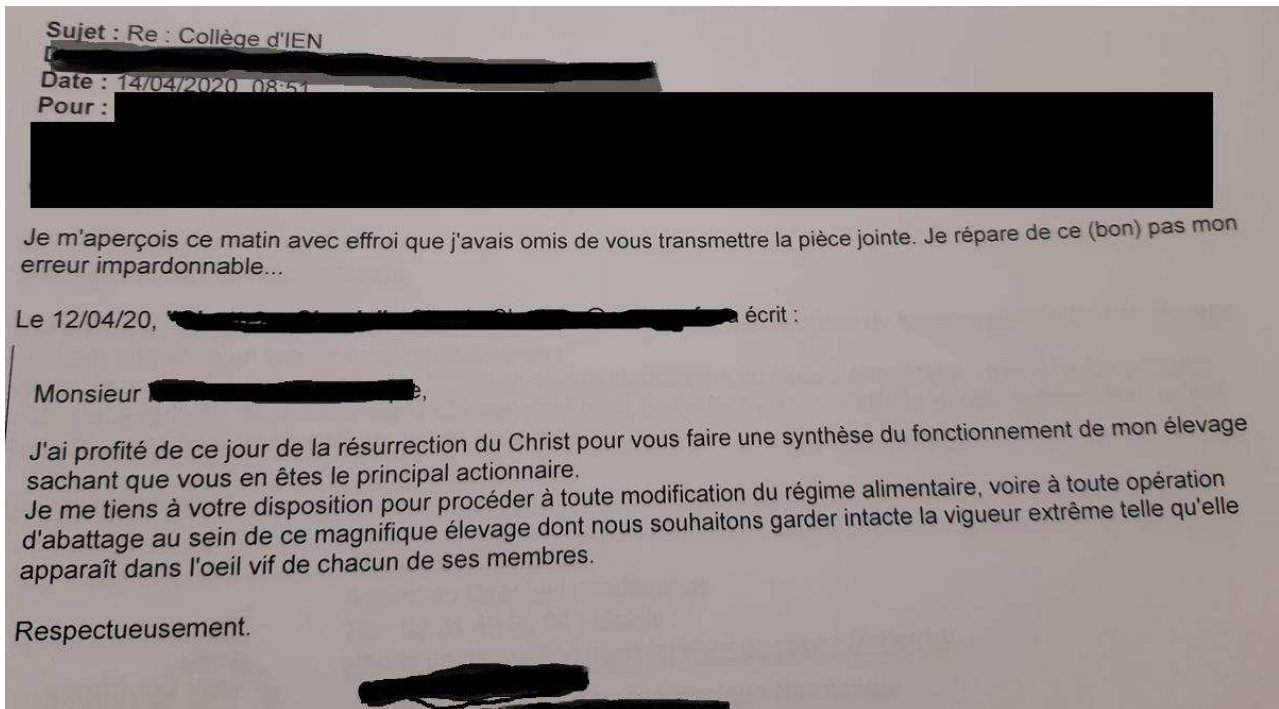 Sujet : Re : Collège d'IEN
Date : 14/04/2020 08:51
Pour :
Je m'aperçois ce matin avec effroi que j'avais omis de vous transmettre la pièce jointe. Je répare de ce (bon) pas mon
erreur impardonnable...
Le 12/04/20, a écrit :
Monsieur
J'ai profité de ce jour de la résurrection du Christ pour vous faire une synthèse du fonctionnement de mon élevage
sachant que vous en êtes le principal actionnaire.
Je me tiens à votre disposition pour procéder à toute modification du régime alimentaire, voire à toute opération
d'abattage au sein de ce magnifique élevage dont nous souhaitons garder intacte la vigueur extrême telle qu'elle
apparaît dans l'oeil vif de chacun de ses membres.
Respectueusement.